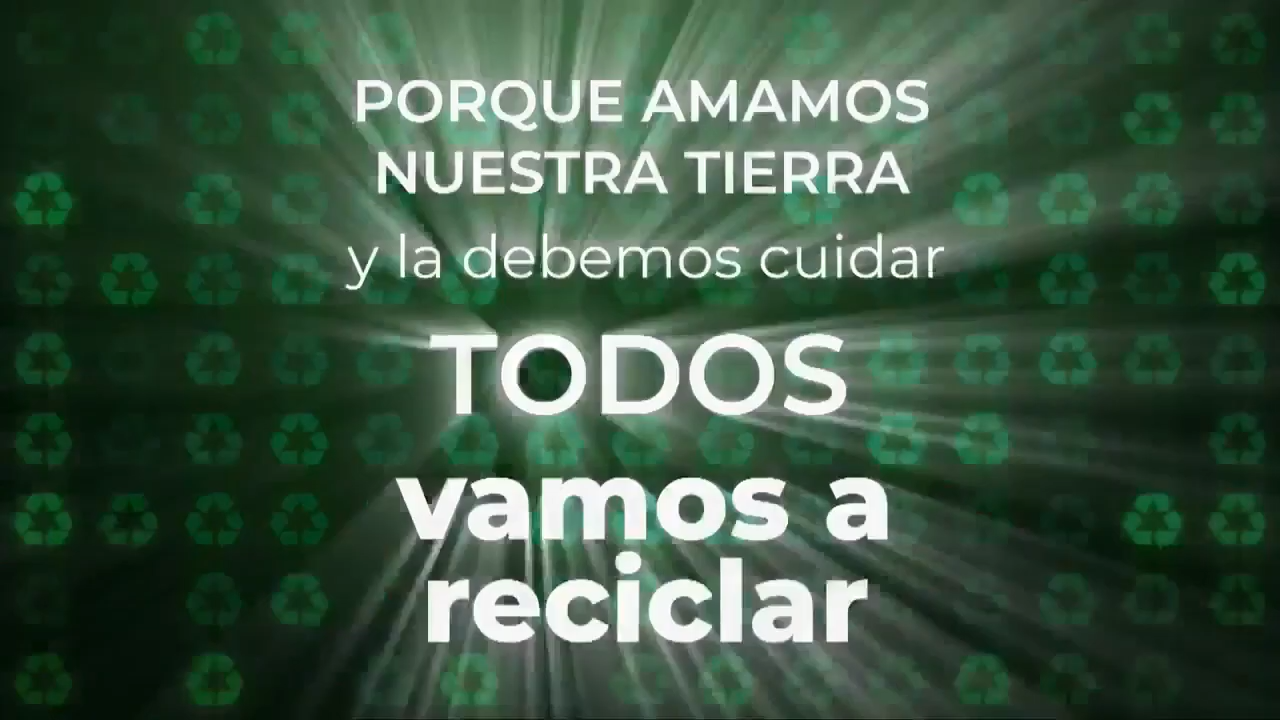 PORQUE AMAMOS
NUESTRA TIERRA
y la debemos cuidar
TODOS
vamos a
reciclar